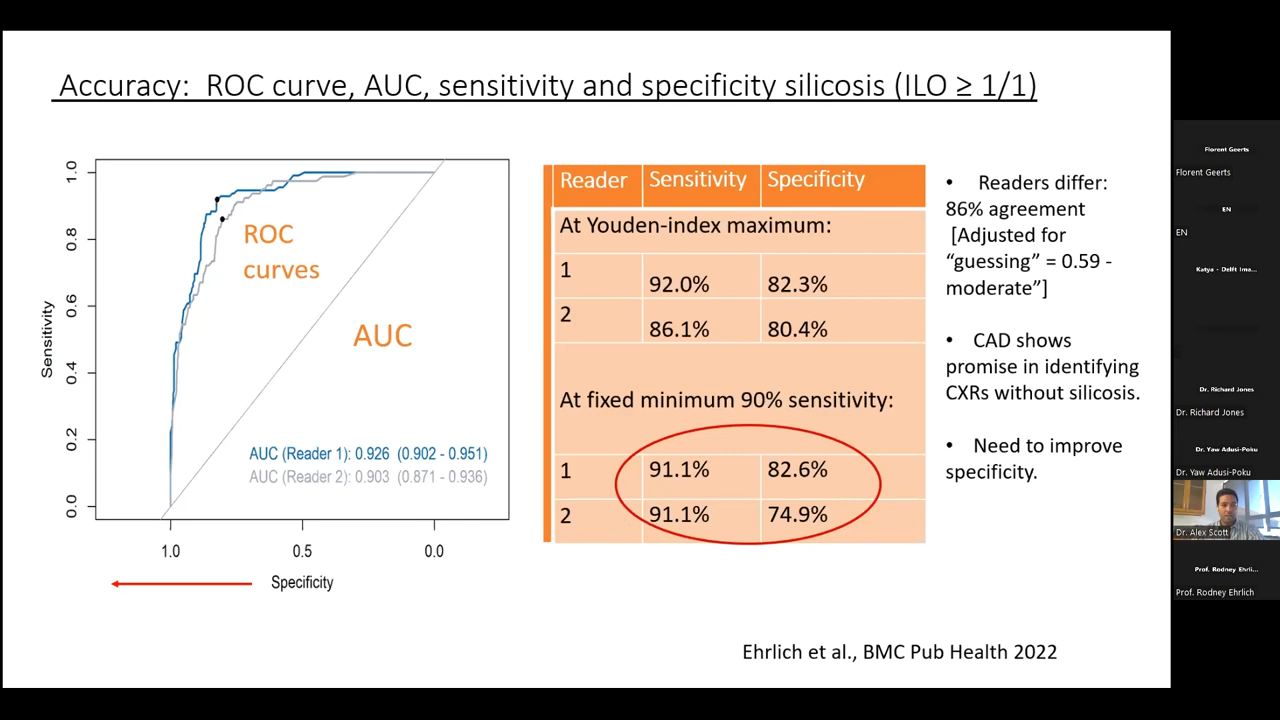 Accuracy: ROC curve, AUC, sensitivity and specificity silicosis (ILO ≥ 1/1)
Sensitivity
1.0
0.8
0.6
0.4
0.2
0.0
ROC
curves
AUC
AUC (Reader 1): 0.926 (0.902 - 0.951)
AUC (Reader 2): 0.903 (0.871 - 0.936)
1.0 0.5 0.0
Specificity
Reader Sensitivity Specificity
At Youden-index maximum:
1 92.0% 82.3%
2 86.1% 80.4%
At fixed minimum 90% sensitivity:
1 91.1% 82.6%
2 91.1% 74.9%
• Readers differ:
86% agreement
[Adjusted for
“guessing” = 0.59 -
moderate”]
• CAD shows
promise in identifying
CXRs without silicosis.
• Need to improve
specificity.
Ehrlich et al., BMC Pub Health 2022
Florent Geerts
Florent Geerts
EN
EN
Katya - Delft Ima...
Dr. Richard Jones
Dr. Richard Jones
Dr. Yaw Adusi-Poku
Dr. Yaw Adusi-Poku
Dr. Alex Scott
Prof. Rodney Ehrli...
Prof. Rodney Ehrlich